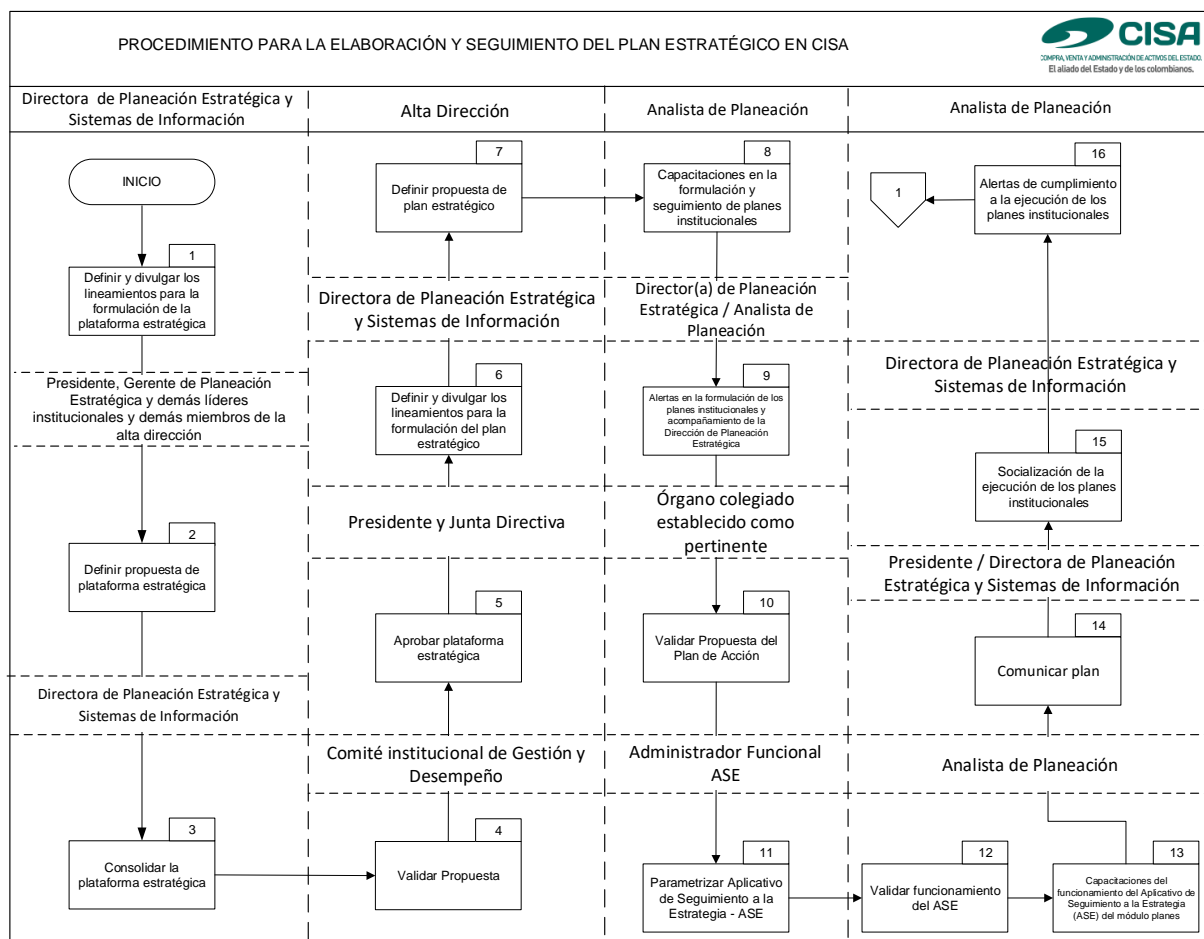 PROCEDIMIENTO PARA LA ELABORACIÓN Y SEGUIMIENTO DEL PLAN ESTRATÉGICO EN CISA
CISA
COMPRA, VENTA Y ADMINISTRACIÓN DE ACTIVOS DEL ESTADO.
El aliado del Estado y de los colombianos.
Directora de Planeación Estratégica y
Sistemas de Información
INICIO
1
Definir y divulgar los
lineamientos para la
formulación de la
plataforma estratégica
Presidente, Gerente de Planeación
Estratégica y demás líderes
institucionales y demás miembros de la
alta dirección
2
Definir propuesta de
plataforma estratégica
Directora de Planeación Estratégica y
Sistemas de Información
3
Consolidar la
plataforma estratégica
Alta Dirección
7
Definir propuesta de
plan estratégico
Directora de Planeación Estratégica
y Sistemas de Información
6
Definir y divulgar los
lineamientos para la
formulación del plan
estratégico
Presidente y Junta Directiva
5
Aprobar plataforma
estratégica
Comité institucional de Gestión y
Desempeño
4
Validar Propuesta
Analista de Planeación
8
Capacitaciones en la
formulación y
seguimiento de planes
institucionales
Director(a) de Planeación
Estratégica / Analista de
Planeación
9
Alertas en la formulación de los
planes institucionales y
acompañamiento de la
Dirección de Planeación
Estratégica
Órgano colegiado
establecido como
pertinente
10
Validar Propuesta del
Plan de Acción
Administrador Funcional
ASE
11
Parametrizar Aplicativo
de Seguimiento a la
Estrategia - ASE
Analista de Planeación
16
Alertas de cumplimiento
a la ejecución de los
planes institucionales
1
Directora de Planeación Estratégica y
Sistemas de Información
15
Socialización de la
ejecución de los planes
institucionales
Presidente / Directora de Planeación
Estratégica y Sistemas de Información
14
Comunicar plan
Analista de Planeación
12
Validar funcionamiento
del ASE
13
Capacitaciones del
funcionamiento del Aplicativo de
Seguimiento a la Estrategia
(ASE) del módulo planes